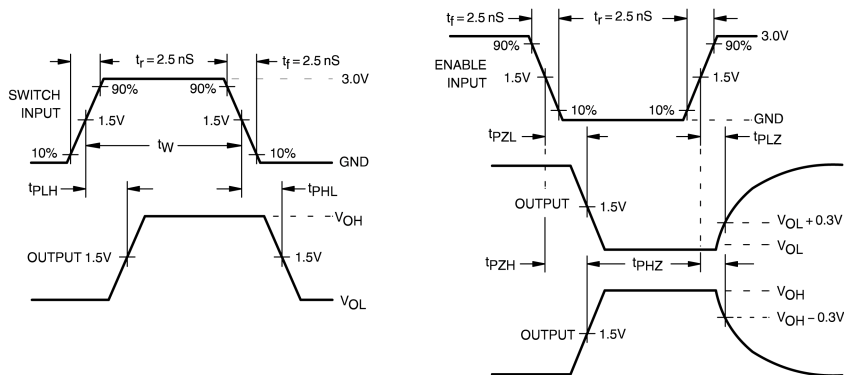 tr = 2.5 nS
tf = 2.5 nS
3.0V
SWITCH
INPUT
90%
90%
1.5V
1.5V
tW
10%
10%
GND
tPLH
tPHL
VOH
OUTPUT 1.5V
1.5V
VOL
tf = 2.5 nS
tr = 2.5 nS
3.0V
90%
90%
ENABLE
INPUT
1.5V
1.5V
10%
10%
GND
tPZL
tPLZ
OUTPUT
1.5V
VOL + 0.3V
VOL
tPZH
tPHZ
VOH
VOH – 0.3V
OUTPUT
1.5V